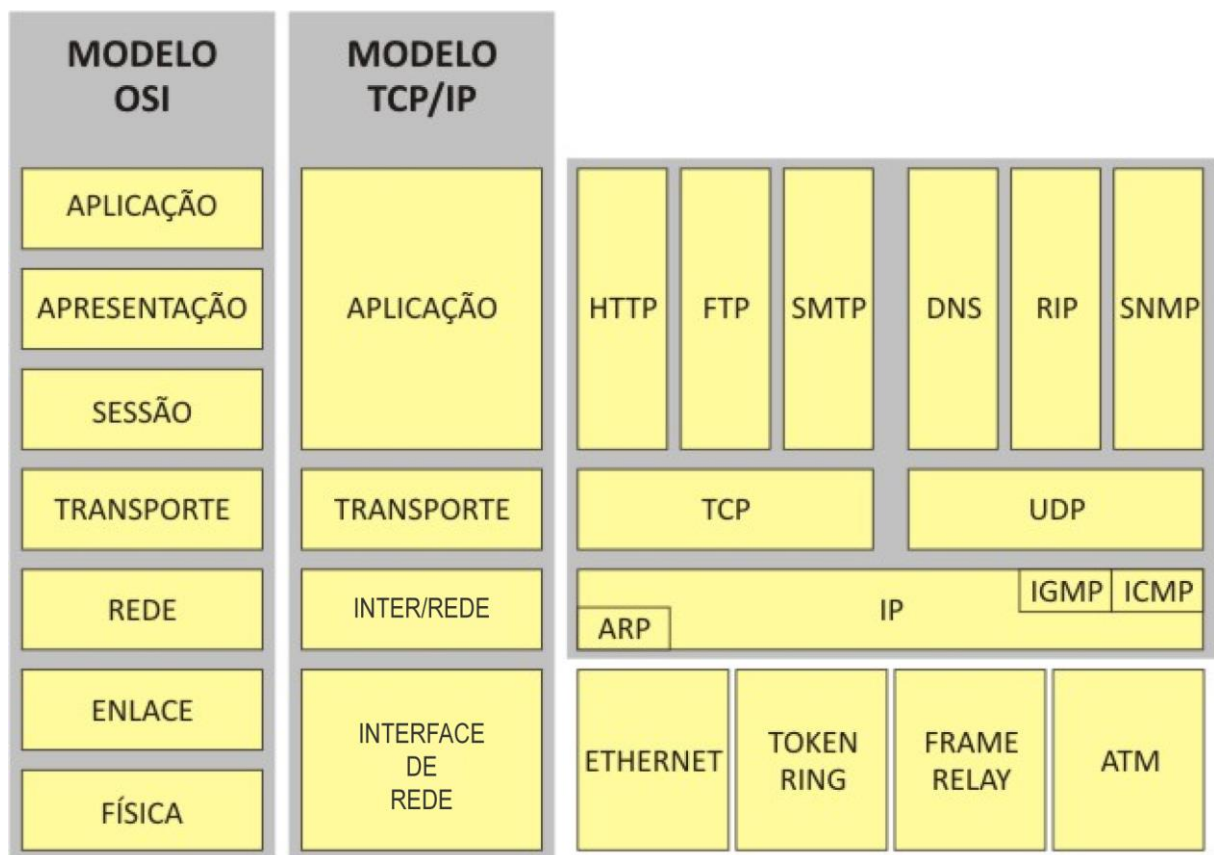 MODELO
OSI
MODELO
TCP/IP
APLICAÇÃO
APRESENTAÇÃO
SESSÃO
TRANSPORTE
REDE
ENLACE
FÍSICA
APLICAÇÃO
TRANSPORTE
INTER/REDE
INTERFACE
DE
REDE
HTTP
FTP
SMTP
DNS
RIP
SNMP
TCP
UDP
IP
ARP
IGMP
ICMP
ETHERNET
TOKEN
RING
FRAME
RELAY
ATM